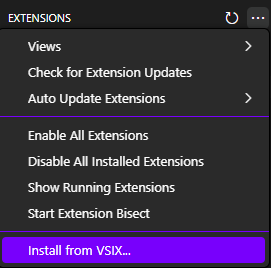 EXTENSIONS
Views
Check for Extension Updates
Auto Update Extensions
Enable All Extensions
Disable All Installed Extensions
Show Running Extensions
Start Extension Bisect
Install from VSIX...